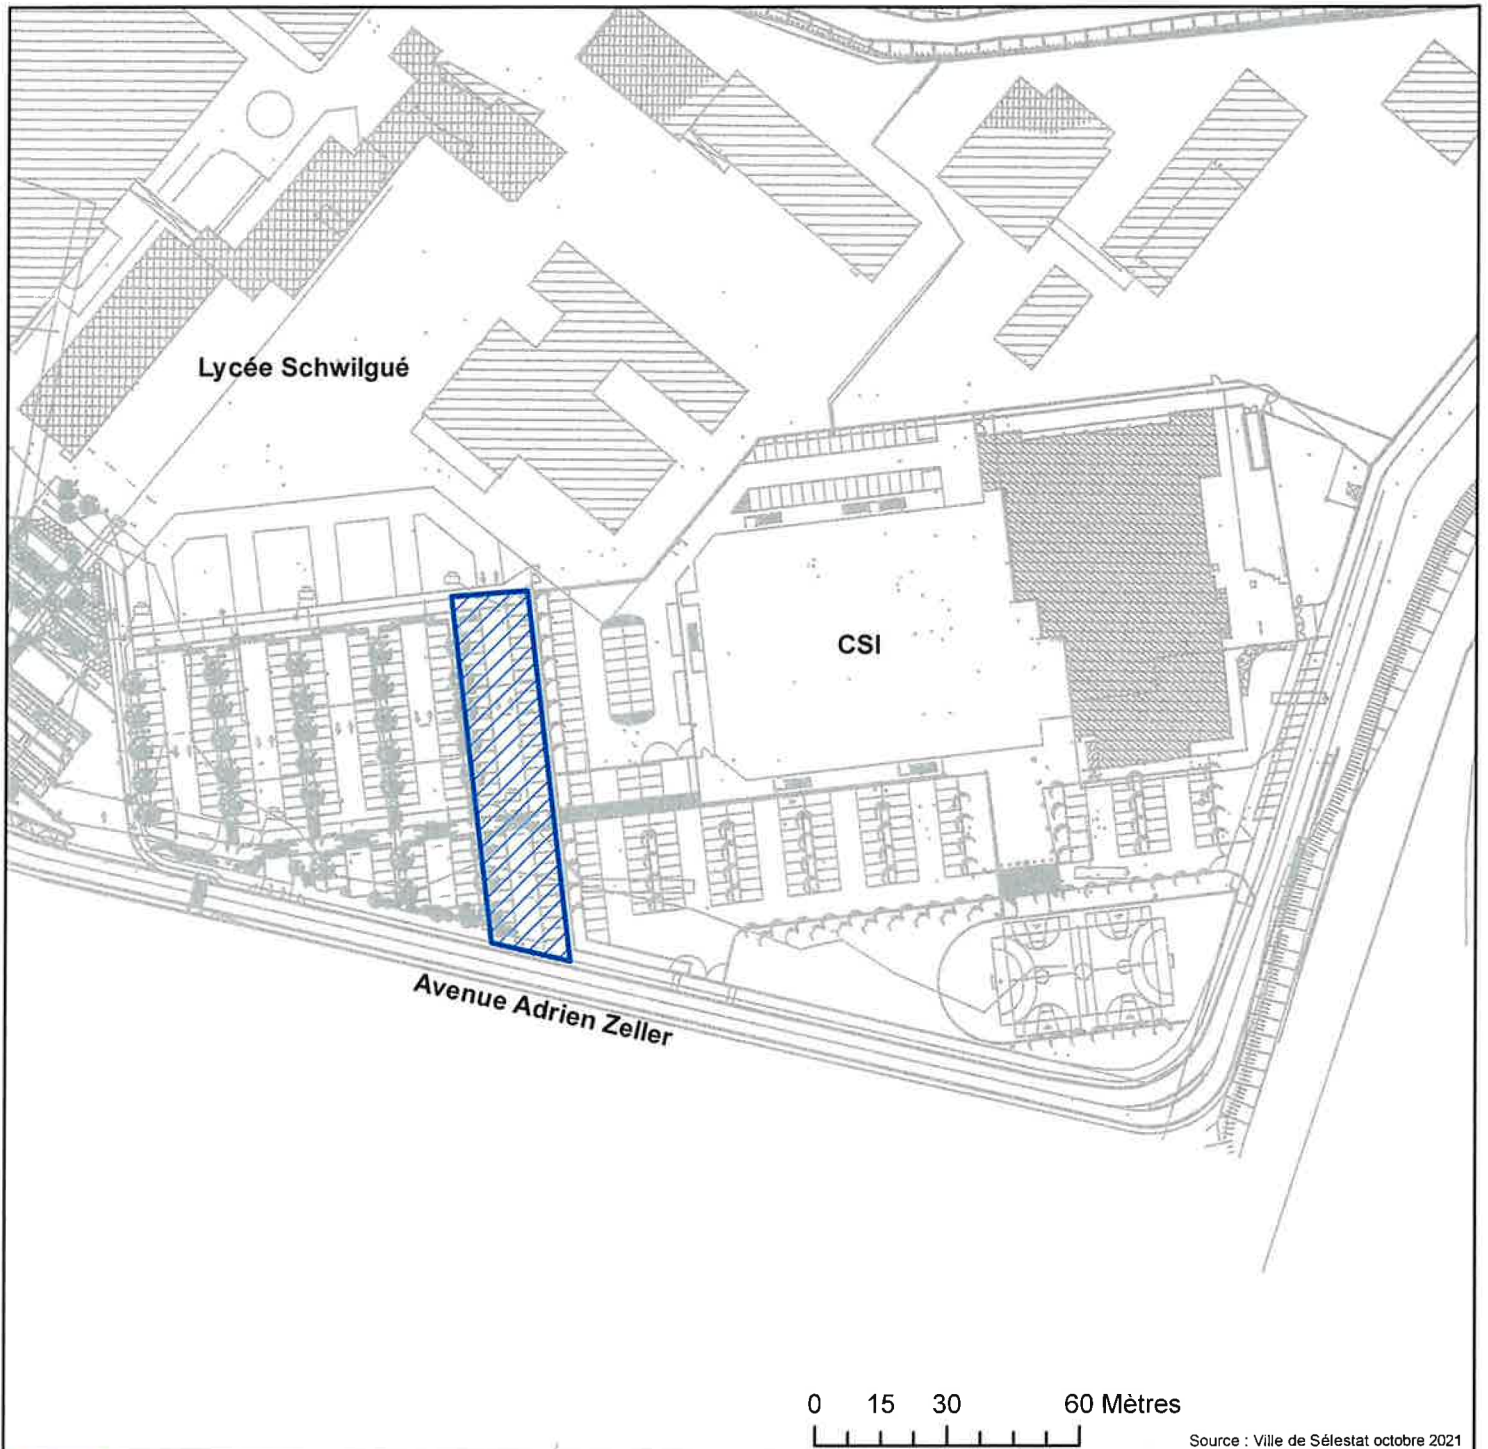 Lycée Schwilgué
CSI
Avenue Adrien Zeller
0 15 30 60 Mètres
Source : Ville de Sélestat octobre 2021